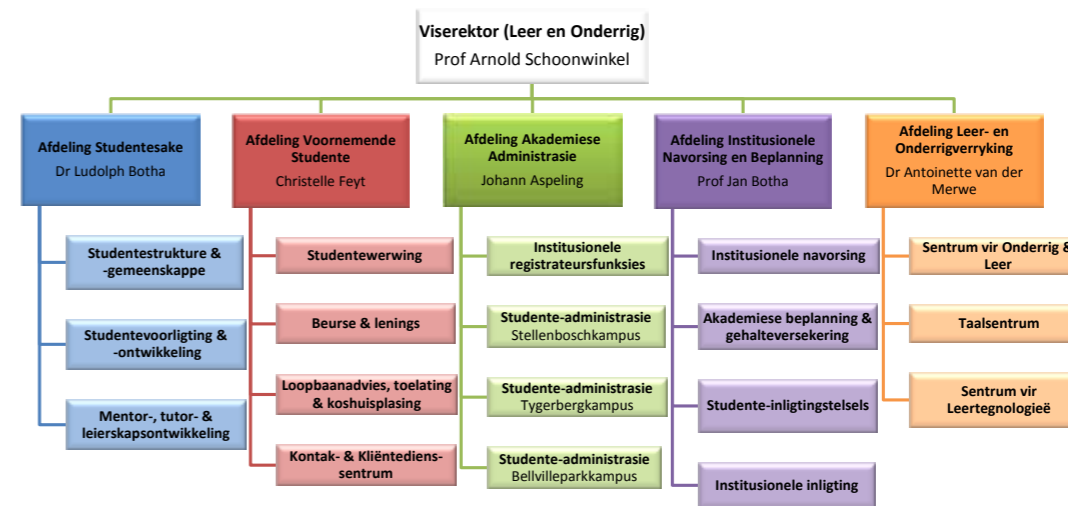 Viserektor (Leer en Onderrig)
Prof Arnold Schoonwinkel
Afdeling Studentesake
Dr Ludolph Botha
Studentestrukture &
-gemeenskappe
Studentevoorligting &
-ontwikkeling
Mentor-, tutor- &
leierskapsontwikkeling
Afdeling Voornemende
Studente
Christelle Feyt
Studentewerwing
Beurse & lenings
Loopbaanadvies, toelating
& koshuisplasing
Kontak- & Kliëntediens-
sentrum
Afdeling Akademiese
Administrasie
Johann Aspeling
Institusionele
registrateursfunksies
Studente-administrasie
Stellenboschkampus
Studente-administrasie
Tygerbergkampus
Studente-administrasie
Bellvilleparkkampus
Afdeling Institusionele
Navorsing en Beplanning
Prof Jan Botha
Institusionele navorsing
Akademiese beplanning &
gehalteversekering
Studente-inligtingstelsels
Institusionele inligting
Afdeling Leer- en
Onderrigverryking
Dr Antoinette van der
Merwe
Sentrum vir Onderrig &
Leer
Taalsentrum
Sentrum vir
Leertegnologieë